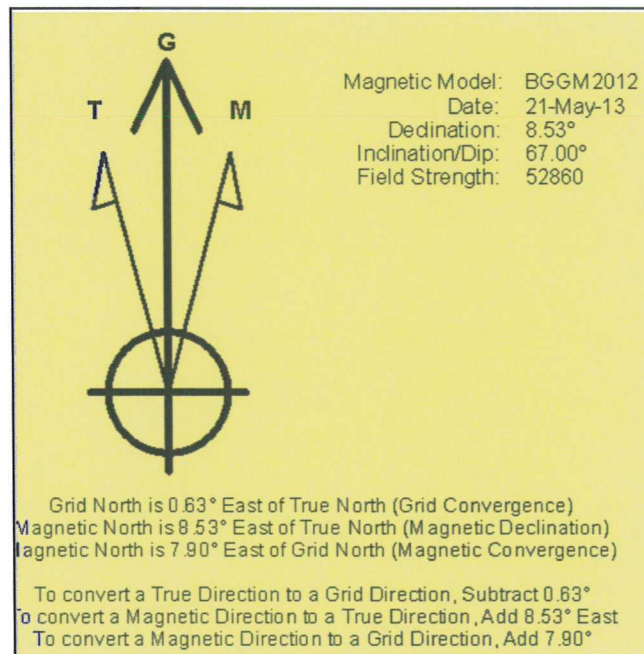 G
T M
Magnetic Model: BGGM2012
Date: 21-May-13
Declination: 8.53°
Inclination/Dip: 67.00°
Field Strength: 52860
Grid North is 0.63° East of True North (Grid Convergence)
Magnetic North is 8.53° East of True North (Magnetic Declination)
Magnetic North is 7.90° East of Grid North (Magnetic Convergence)
To convert a True Direction to a Grid Direction, Subtract 0.63°
To convert a Magnetic Direction to a True Direction, Add 8.53° East
To convert a Magnetic Direction to a Grid Direction, Add 7.90°